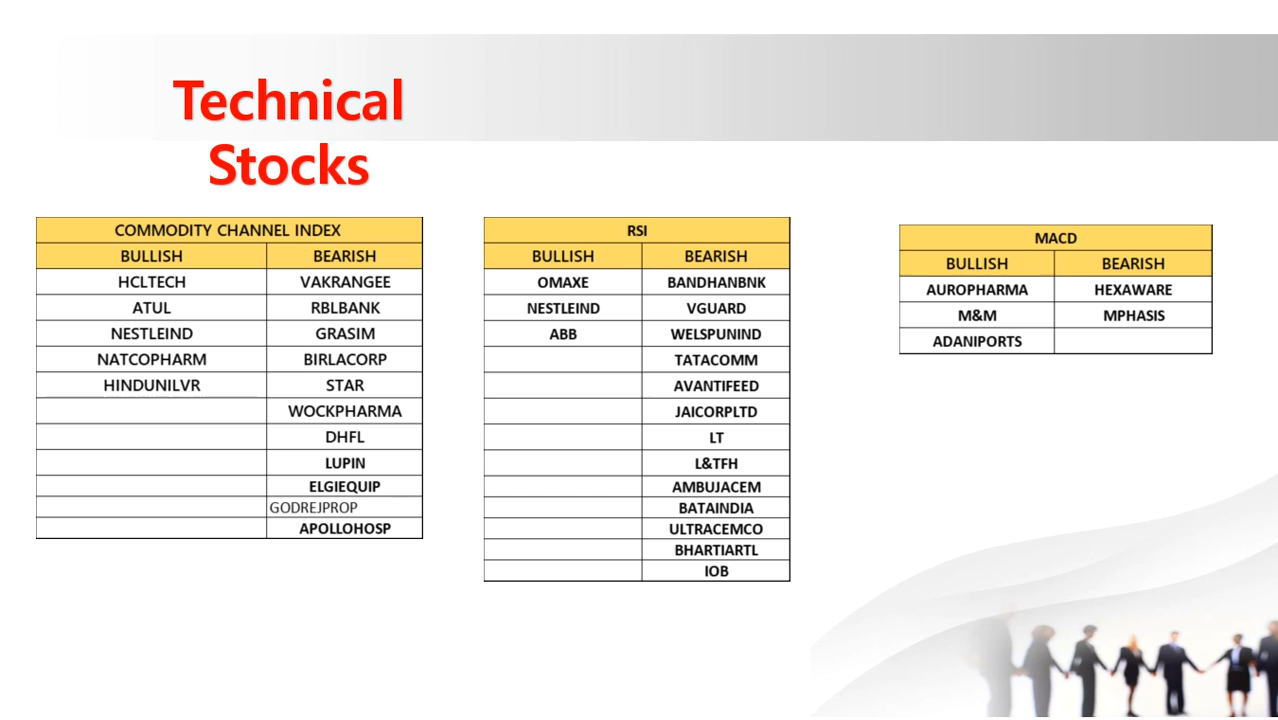 Technical
Stocks
COMMODITY CHANNEL INDEX
BULLISH BEARISH
HCLTECH VAKRANGEE
ATUL RBLBANK
NESTLEIND GRASIM
NATCOPHARM BIRLACORP
HINDUNILVR STAR
WOCKPHARMA
DHFL
LUPIN
ELGIEQUIP
GODREJPROP
APOLLOHOSP
RSI
BULLISH BEARISH
OMAXE BANDHANBNK
NESTLEIND VGUARD
ABB WELSPUNIND
TATACOMM
AVANTIFEED
JAICORPLTD
LT
L&TFH
AMBUJACEM
BATAINDIA
ULTRACEMCO
BHARTIARTL
IOB
MACD
BULLISH BEARISH
AUROPHARMA HEXAWARE
M&M MPHASIS
ADANIPORTS